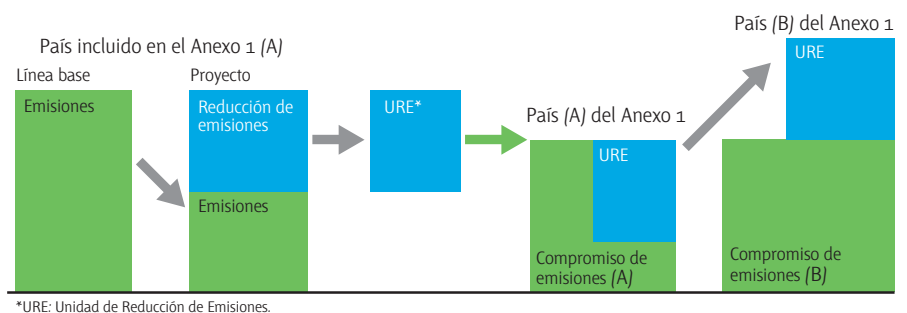 País incluido en el Anexo 1 (A)
Línea base
Emisiones
Proyecto
Reducción de
emisiones
Emisiones
URE*
País (A) del Anexo 1
URE
Compromiso de
emisiones (A)
País (B) del Anexo 1
URE
Compromiso de
emisiones (B)
*URE: Unidad de Reducción de Emisiones.